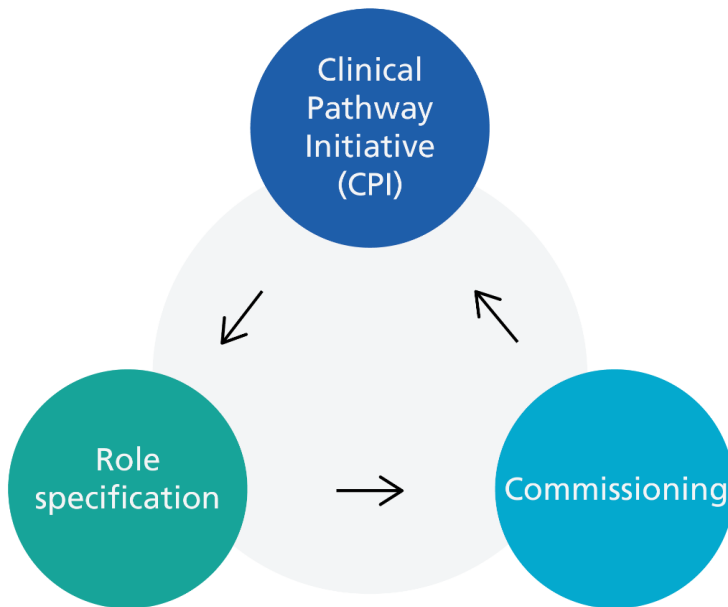 Clinical
Pathway
Initiative
(CPI)
Role
specification
Commissioning